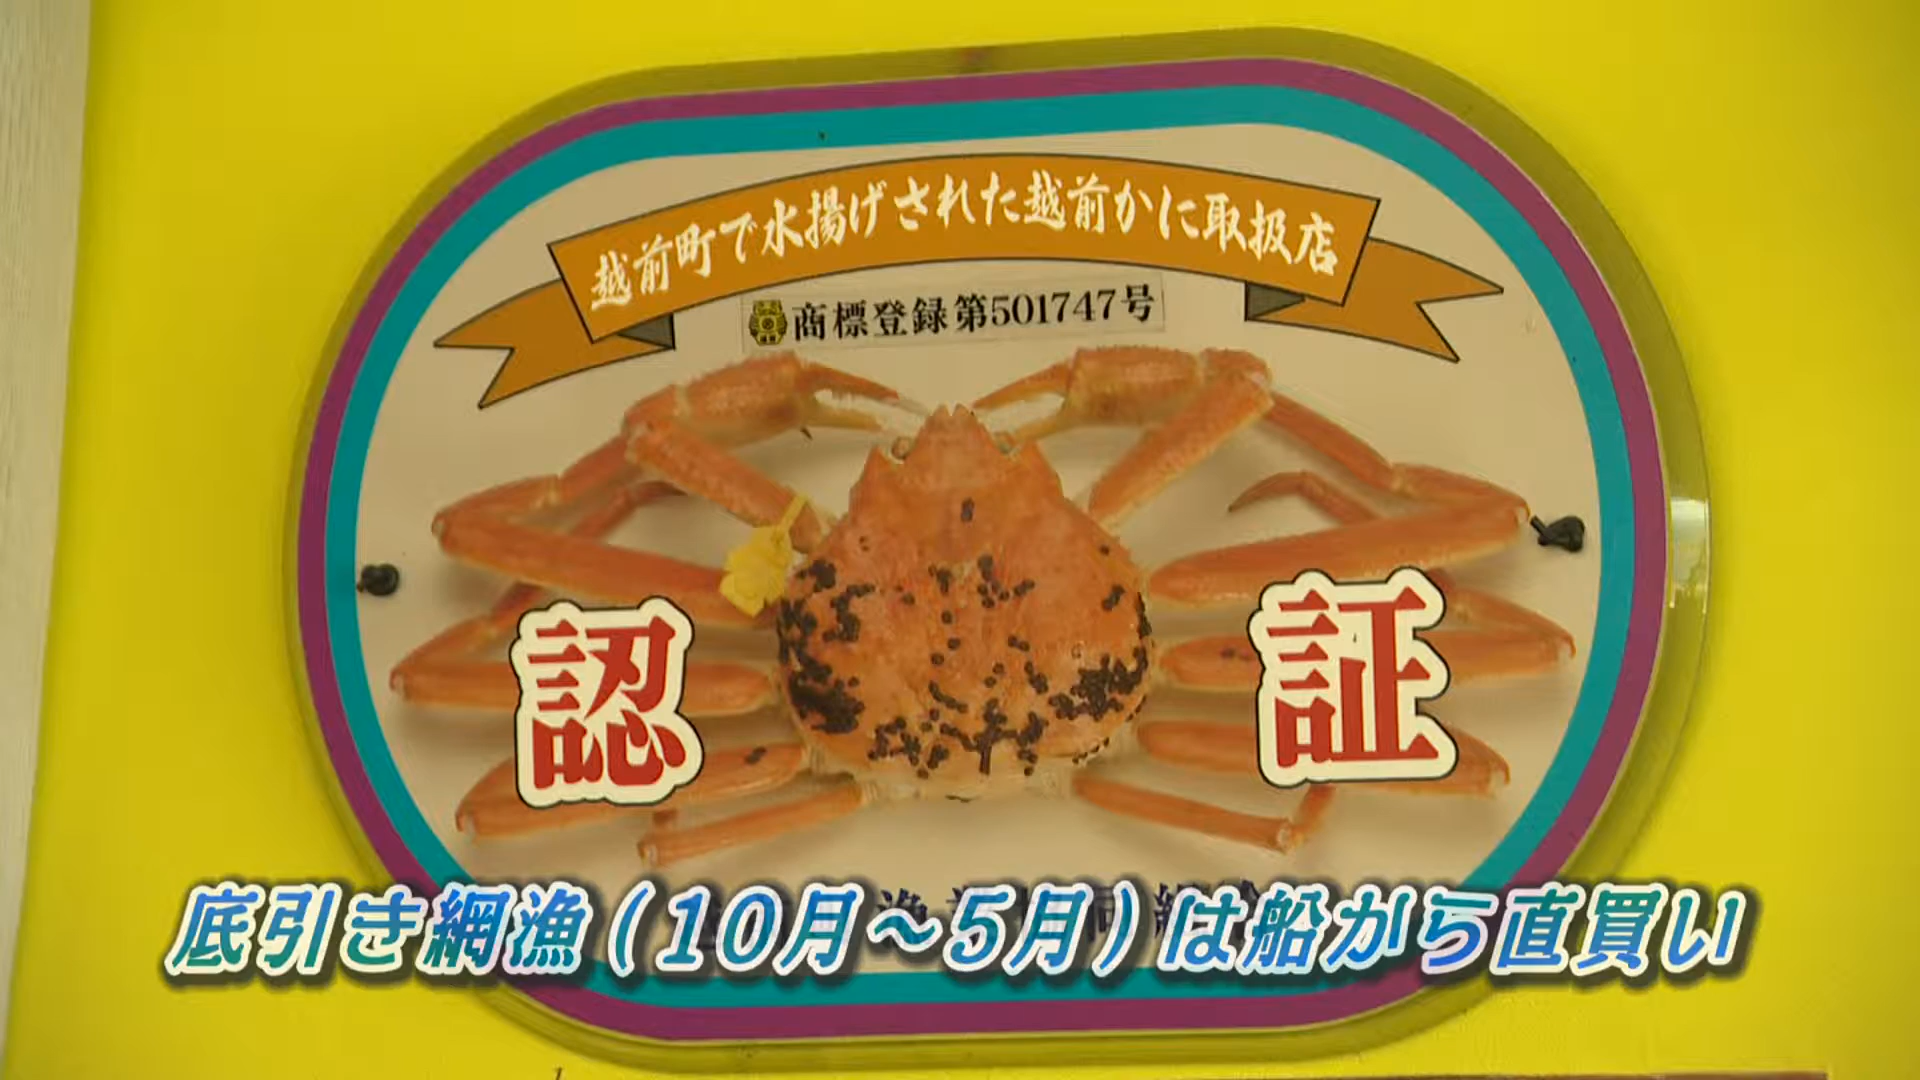 越前町で水揚げされた越前かに取扱店
商標登録第501747号
認 証
底引き網漁(10月〜5月)は船から直買い